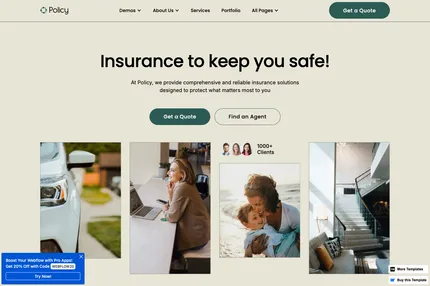 Policy
Demos
About Us
Services
Portfolio
All Pages
Get a Quote
Insurance to keep you safe!
At Policy, we provide comprehensive and reliable insurance solutions
designed to protect what matters most to you
Get a Quote
Find an Agent
1000+
Clients
Boost Your Webflow with Pro Apps!
Get 20% Off with Code
Try Now!
More Templates
Buy this Template